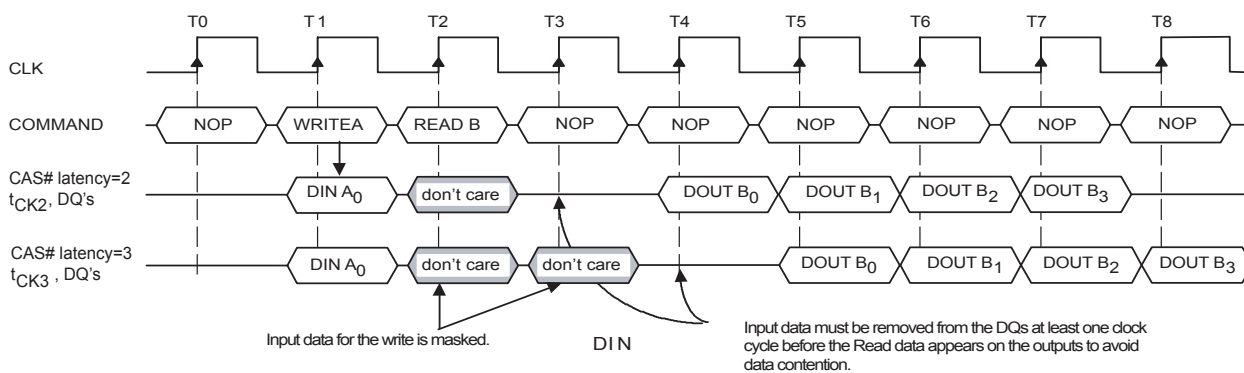 T0 T1 T2 T3 T4 T5 T6 T7 T8
CLK
COMMAND NOP WRITEA READ B NOP NOP NOP NOP NOP NOP
CAS# latency=2
tCK2, DQ's DIN A0 don't care DOUT B0 DOUT B1 DOUT B2 DOUT B3
CAS# latency=3
tCK3 , DQ's DIN A0 don't care don't care DOUT B0 DOUT B1 DOUT B2 DOUT B3
Input data for the write is masked.
DIN
Input data must be removed from the DQs at least one clock
cycle before the Read data appears on the outputs to avoid
data contention.